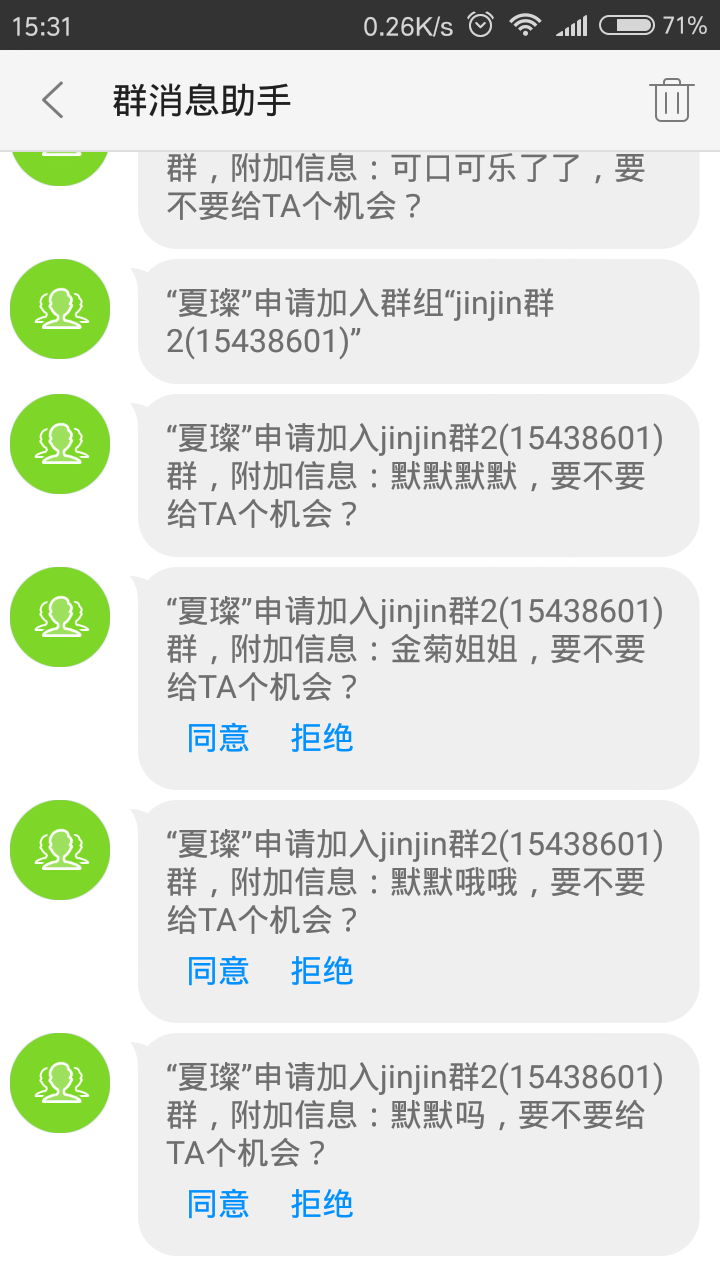 15:31
0.26K/s
71%
群消息助手
群，附加信息：可口可乐了了，要
不要给TA个机会？
“夏璨”申请加入群组“jinjin群
2(15438601)”
“夏璨”申请加入jinjin群2(15438601)
群，附加信息：默默默默，要不要
给TA个机会？
“夏璨”申请加入jinjin群2(15438601)
群，附加信息：金菊姐姐，要不要
给TA个机会？
同意 拒绝
“夏璨”申请加入jinjin群2(15438601)
群，附加信息：默默哦哦，要不要
给TA个机会？
同意 拒绝
“夏璨”申请加入jinjin群2(15438601)
群，附加信息：默默吗，要不要给
TA个机会？
同意 拒绝